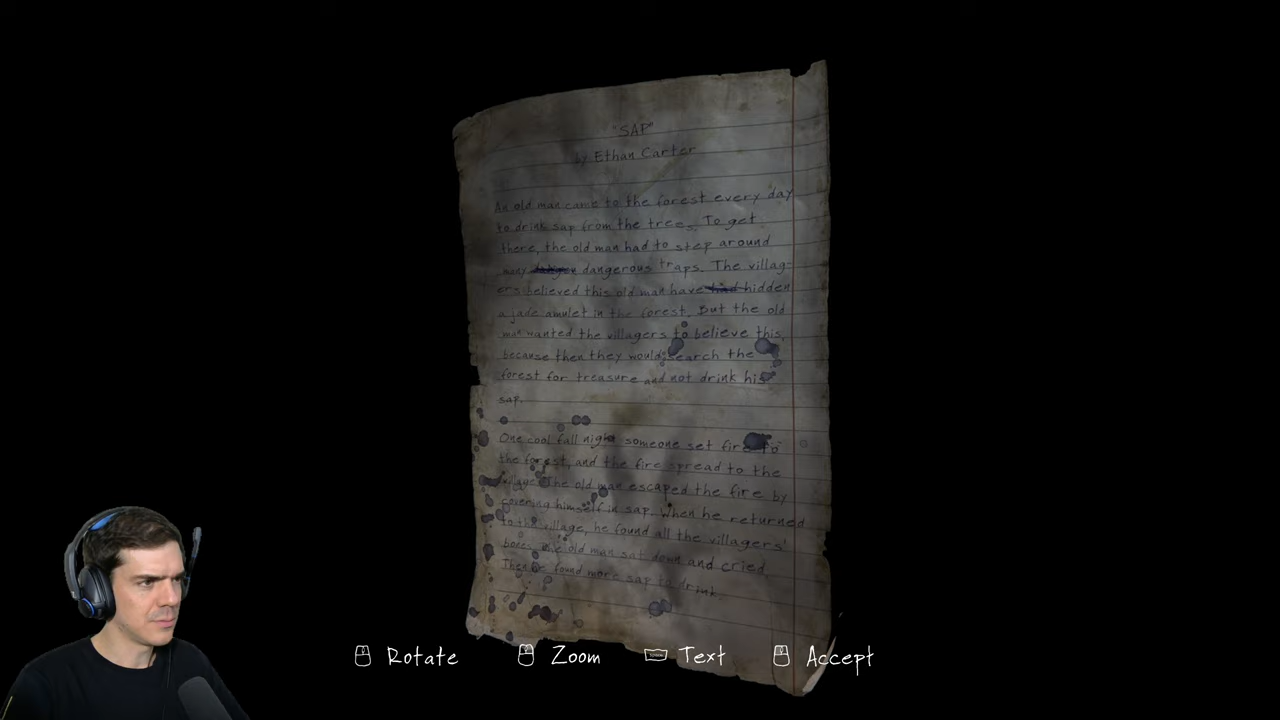 "SAP"
by Ethan Carter
An old man came to the forest every day
to drink sap from the trees. To get
there, the old man had to step around
many dangerous traps. The villag-
ers believed this old man have had hidden
a jade amulet in the forest. But the old
man wanted the villagers to believe this,
because then they would search the
forest for treasure and not drink his
sap.
One cool fall night someone set fire to
the forest, and the fire spread to the
village. The old man escaped the fire by
covering himself in sap. When he returned
to the village, he found all the villagers'
bones. The old man sat down and cried.
Then he found more sap to drink.
Rotate Zoom Text Accept